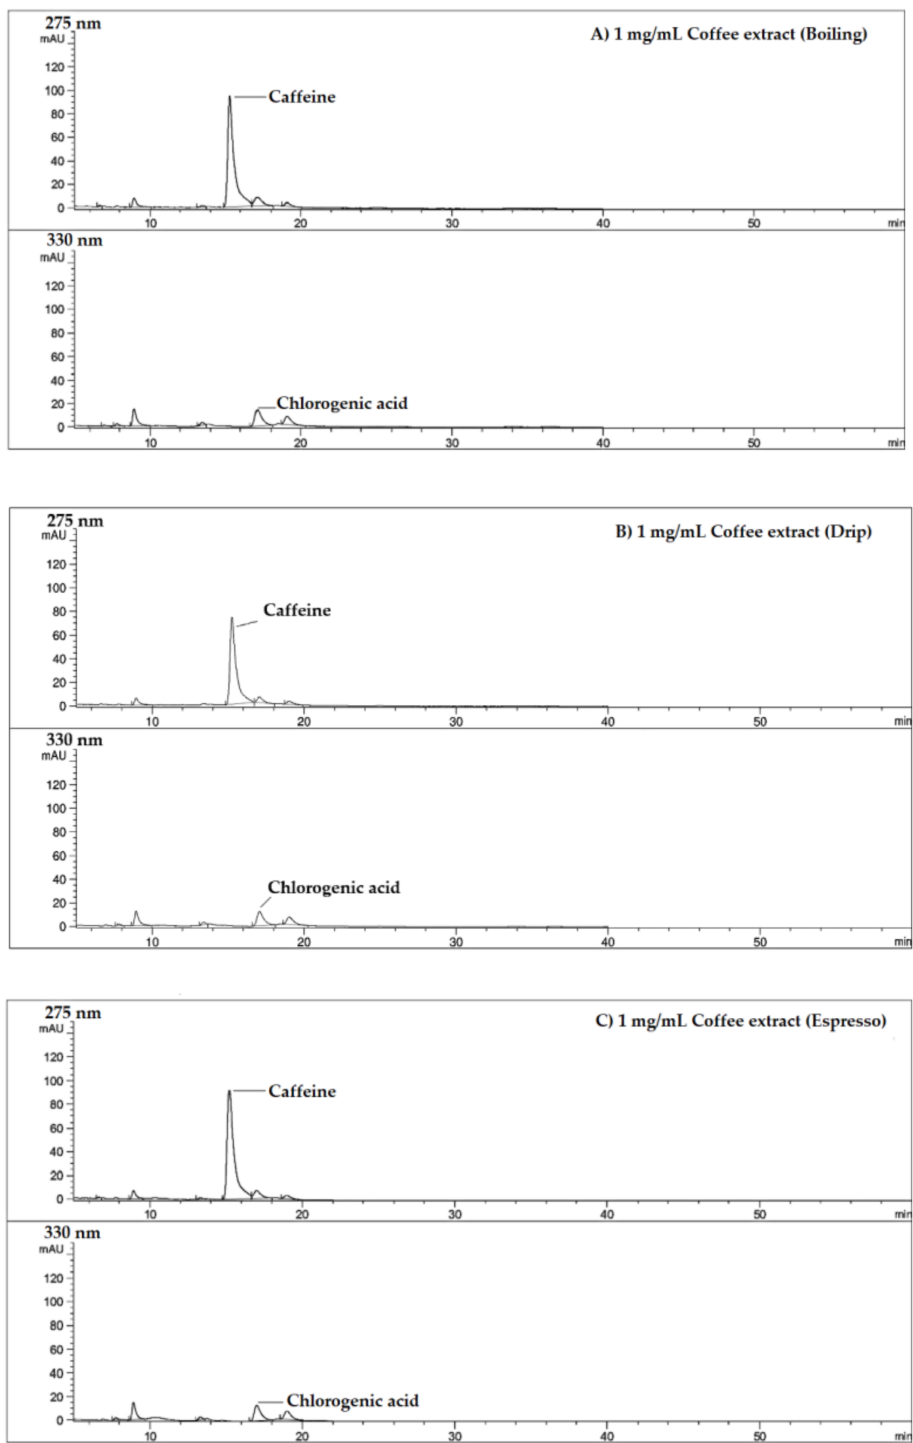 275 nm
A) 1 mg/mL Coffee extract (Boiling)
mAU
120
100
Caffeine
80
60
40
20
0
10 20 30 40 50 min
330 nm
mAU
120
100
80
60
40
20
Chlorogenic acid
0
10 20 30 40 50 min
275 nm
B) 1 mg/mL Coffee extract (Drip)
mAU
120
100
80
Caffeine
60
40
20
0
10 20 30 40 50 min
330 nm
mAU
120
100
80
60
40
Chlorogenic acid
20
0
10 20 30 40 50 min
275 nm
C) 1 mg/mL Coffee extract (Espresso)
mAU
120
100
Caffeine
80
60
40
20
0
10 20 30 40 50 min
330 nm
mAU
120
100
80
60
40
20
Chlorogenic acid
0
10 20 30 40 50 min